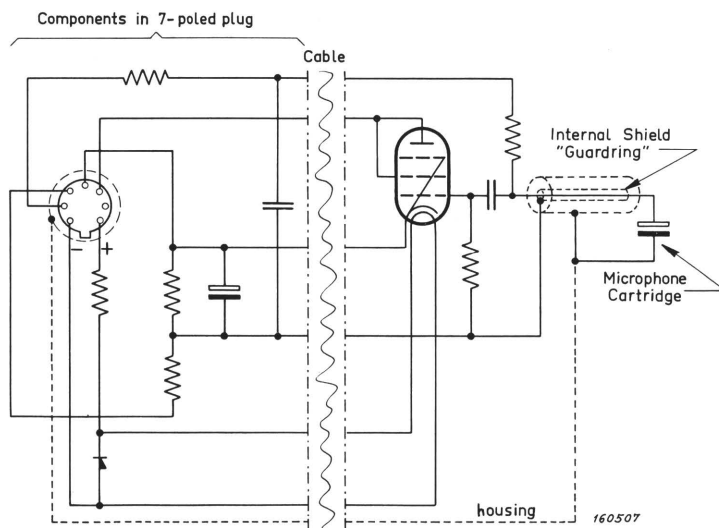 Components in 7-poled plug
Cable
Internal Shield
"Guardring"
- +
Microphone
Cartridge
housing
160507